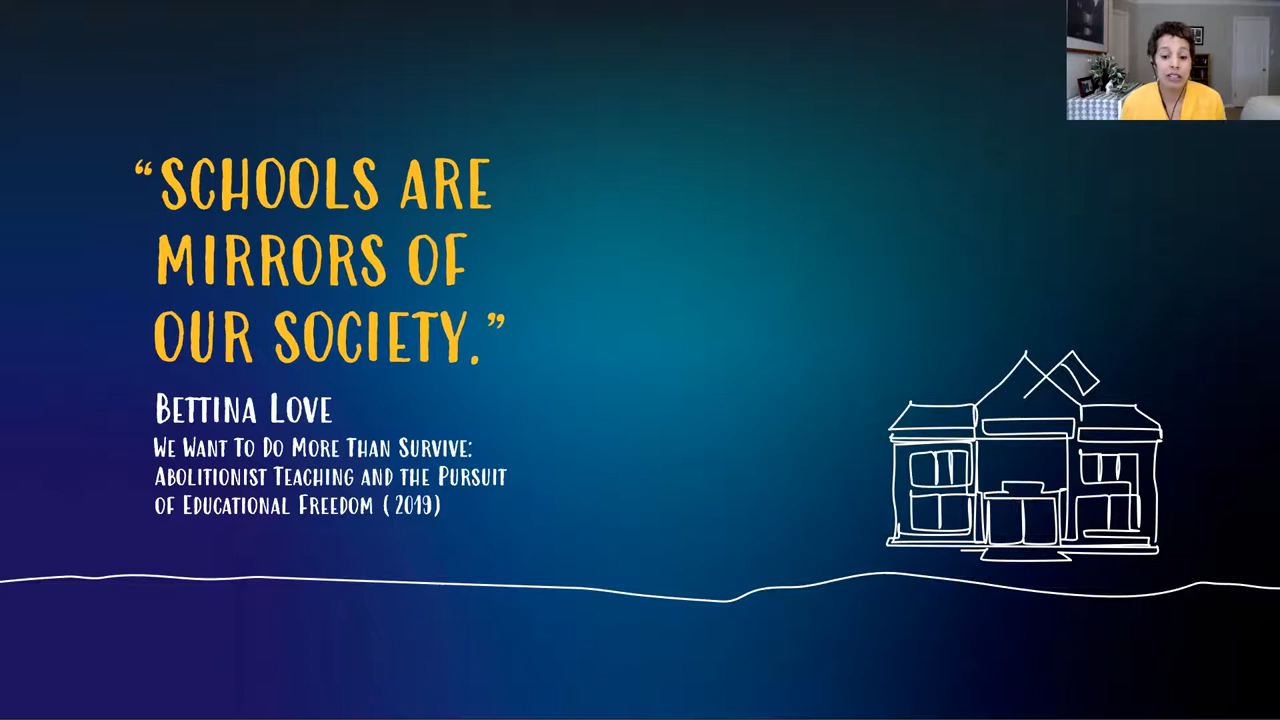 “SCHOOLS ARE
MIRRORS OF
OUR SOCIETY.”
BETTINA LOVE
WE WANT TO DO MORE THAN SURVIVE:
ABOLITIONIST TEACHING AND THE PURSUIT
OF EDUCATIONAL FREEDOM (2019)